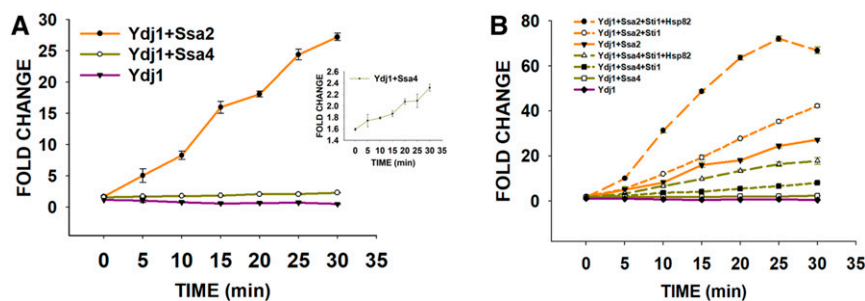 A
Ydj1+Ssa2
Ydj1+Ssa4
Ydj1
FOLD CHANGE
30
25
20
15
10
5
0
0 5 10 15 20 25 30 35
TIME (min)
Ydj1+Ssa4
FOLD CHANGE
2.6
2.4
2.2
2.0
1.8
1.6
1.4
0 5 10 15 20 25 30 35
TIME (min)
B
Ydj1+Ssa2+Sti1+Hsp82
Ydj1+Ssa2+Sti1
Ydj1+Ssa2
Ydj1+Ssa4+Sti1+Hsp82
Ydj1+Ssa4+Sti1
Ydj1+Ssa4
Ydj1
FOLD CHANGE
80
60
40
20
0
0 5 10 15 20 25 30 35
TIME (min)